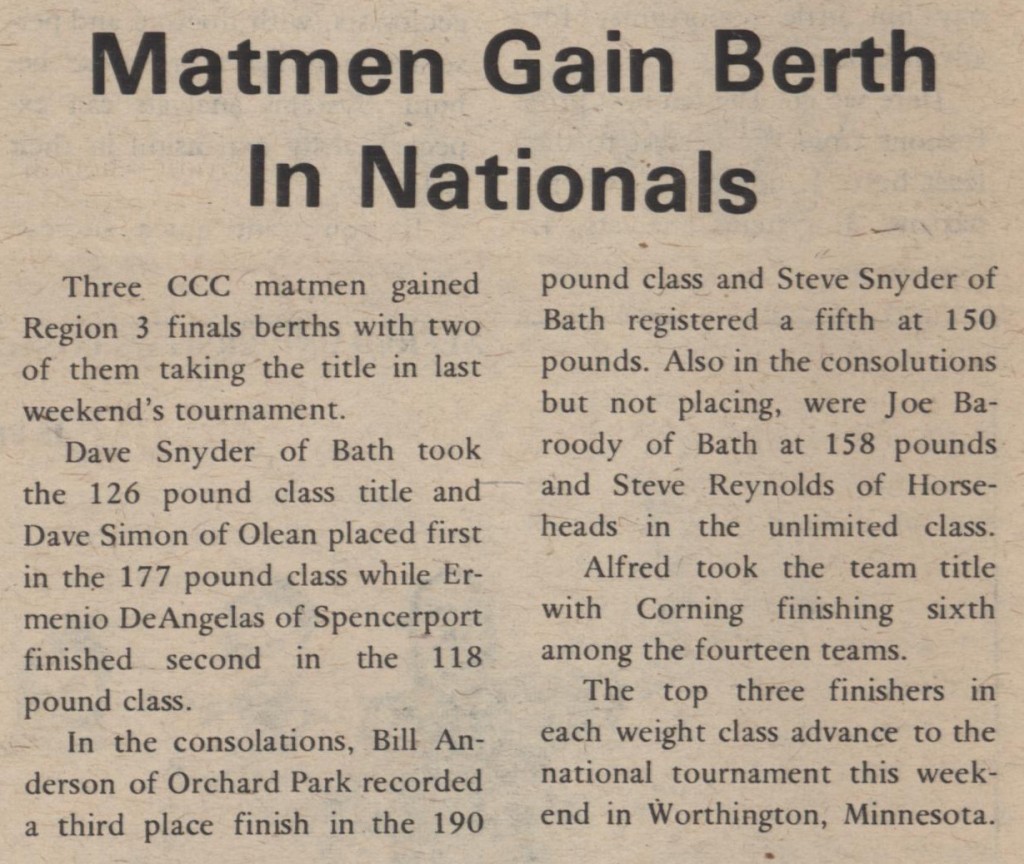 Matmen Gain Berth
In Nationals
Three CCC matmen gained
Region 3 finals berths with two
of them taking the title in last
weekend's tournament.
Dave Snyder of Bath took
the 126 pound class title and
Dave Simon of Olean placed first
in the 177 pound class while Er-
menio DeAngelas of Spencerport
finished second in the 118
pound class.
In the consolations, Bill An-
derson of Orchard Park recorded
a third place finish in the 190
pound class and Steve Snyder of
Bath registered a fifth at 150
pounds. Also in the consolutions
but not placing, were Joe Ba-
roody of Bath at 158 pounds
and Steve Reynolds of Horse-
heads in the unlimited class.
Alfred took the team title
with Corning finishing sixth
among the fourteen teams.
The top three finishers in
each weight class advance to the
national tournament this week-
end in Worthington, Minnesota.